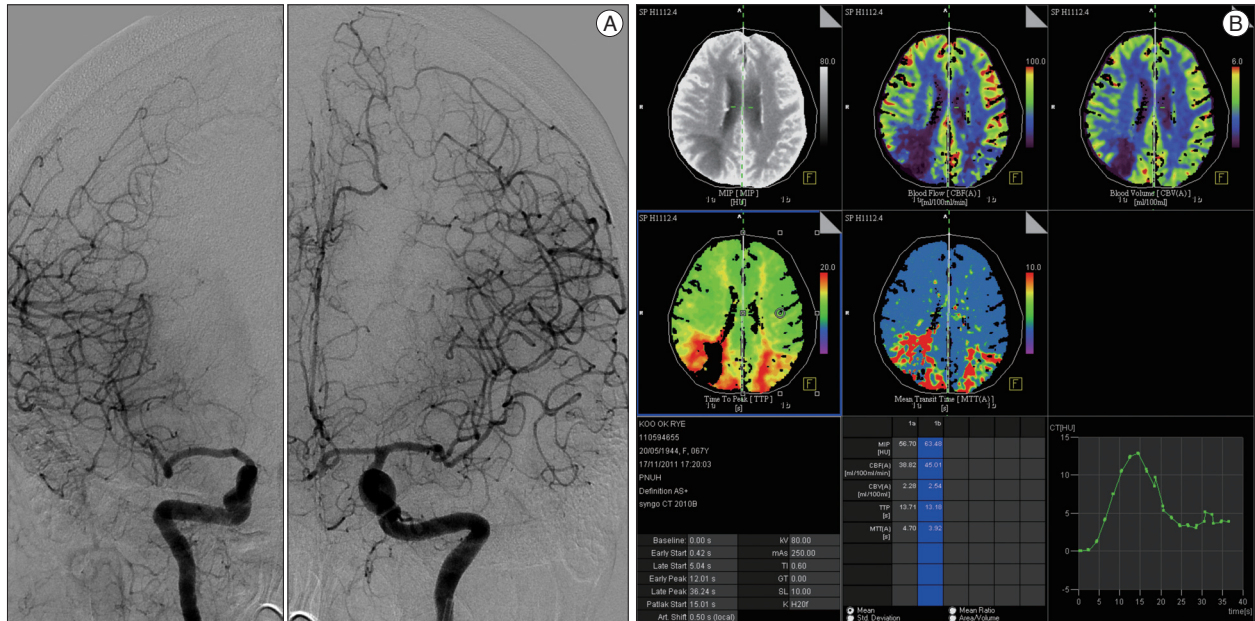 A
B
SP H1112.4
A
80.0
R
MIP [ MIP ]
[HU]
F
SP H1112.4
A
100.0
R
Blood Flow [ CBF(A) ]
[ml/100ml/min]
F
SP H1112.4
A
6.0
R
Blood Volume [ CBV(A) ]
[ml/100ml]
F
SP H1112.4
A
20.0
R
Time To Peak [ TTP ]
[s]
F
SP H1112.4
A
10.0
R
Mean Transit Time [ MTT(A) ]
[s]
F
KOO OK RYE
110594855
20/05/1944, F, 067Y
17/11/2011 17:20:03
PNUH
Definition AS+
syngo CT 2010B
Baseline: 0.00 s kV 80.00
Early Start 0.42 s mAs 250.00
Late Start 5.04 s TI 0.60
Early Peak 12.01 s GT 0.00
Late Peak 36.24 s SL 10.00
Patlak Start 15.01 s K H20f
Art. Shift 0.50 s (local)
1a 1b
MIP 56.70 63.48
[HU]
CBF(A) 38.82 45.01
[ml/100ml/min]
CBV(A) 2.28 2.54
[ml/100ml]
TTP 13.71 13.18
[s]
MTT(A) 4.70 3.92
[s]
Mean Mean Ratio
Std. Deviation Area/Volume
CT[HU]
15
10
5
0
-5
0 5 10 15 20 25 30 35 40
time[s]